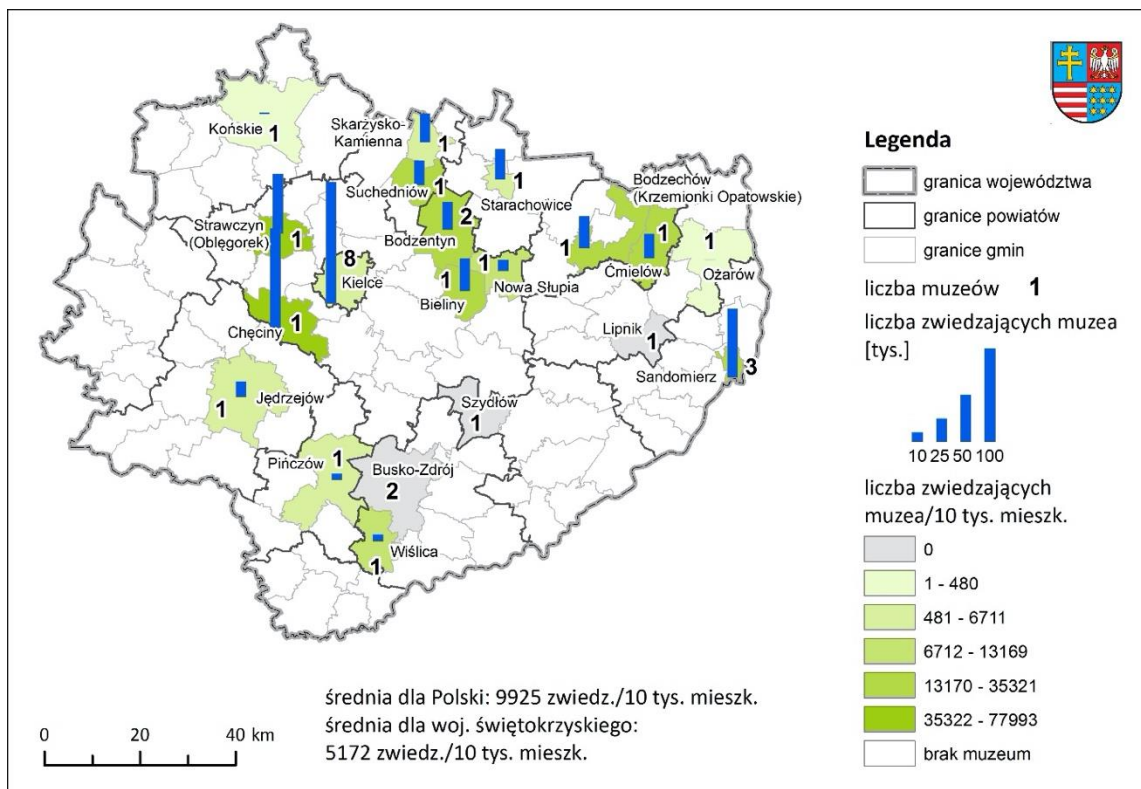 Końskie
1
Skarżysko-
Kamienna
1
Suchedniów
1
Starachowice
1
Bodzechów
(Krzemionki Opatowskie)
1
Strawczyn
(Oblęgorek)
1
8
Kielce
Bodzentyn
2
1
Ćmielów
1
1
Ożarów
1
Bieliny
1
Nowa Słupia
Chęciny
1
Lipnik
1
Sandomierz
3
Jędrzejów
1
Szydłów
1
Pińczów
1
Busko-Zdrój
2
Wiślica
1
średnia dla Polski: 9925 zwiedz./10 tys. mieszk.
średnia dla woj. świętokrzyskiego:
5172 zwiedz./10 tys. mieszk.
0 20 40 km
Legenda
granica województwa
granice powiatów
granice gmin
liczba muzeów 1
liczba zwiedzających muzea
[tys.]
10 25 50 100
liczba zwiedzających
muzea/10 tys. mieszk.
0
1 - 480
481 - 6711
6712 - 13169
13170 - 35321
35322 - 77993
brak muzeum